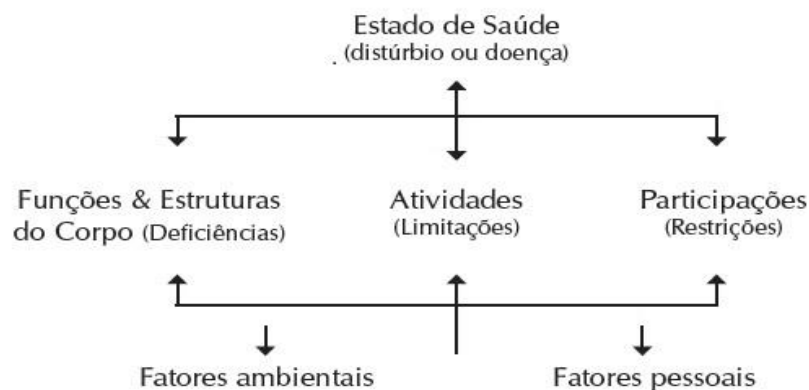 Estado de Saúde
(distúrbio ou doença)
Funções & Estruturas
do Corpo (Deficiências)
Atividades
(Limitações)
Participações
(Restrições)
Fatores ambientais
Fatores pessoais